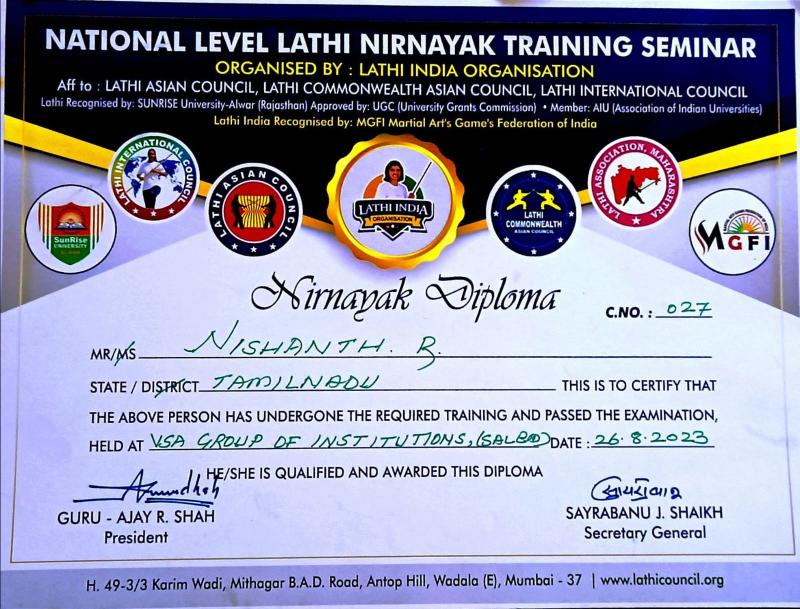 NATIONAL LEVEL LATHI NIRNAYAK TRAINING SEMINAR
ORGANISED BY : LATHI INDIA ORGANISATION
Aff to : LATHI ASIAN COUNCIL, LATHI COMMONWEALTH ASIAN COUNCIL, LATHI INTERNATIONAL COUNCIL
Lathi Recognised by: SUNRISE University-Alwar (Rajasthan) Approved by: UGC (University Grants Commission) • Member: AIU (Association of Indian Universities)
Lathi India Recognised by: MGFI Martial Art's Game's Federation of India
SunRise
UNIVERSITY
LATHI INTERNATIONAL COUNCIL
LATHI ASIAN COUNCIL
LATHI INDIA
ORGANISATION
LATHI
COMMONWEALTH
ASIAN COUNCIL
LATHI ASSOCIATION, MAHARASHTRA
MGFI
Nirnayak Diploma
C.NO. : 027
MR/MS NISHANTH. R.
STATE / DISTRICT TAMILNADU THIS IS TO CERTIFY THAT
THE ABOVE PERSON HAS UNDERGONE THE REQUIRED TRAINING AND PASSED THE EXAMINATION,
HELD AT VSA GROUP OF INSTITUTIONS, (SALEM) DATE : 26.8.2023
HE/SHE IS QUALIFIED AND AWARDED THIS DIPLOMA
GURU - AJAY R. SHAH
President
SAYRABANU J. SHAIKH
Secretary General
H. 49-3/3 Karim Wadi, Mithagar B.A.D. Road, Antop Hill, Wadala (E), Mumbai - 37 | www.lathicouncil.org